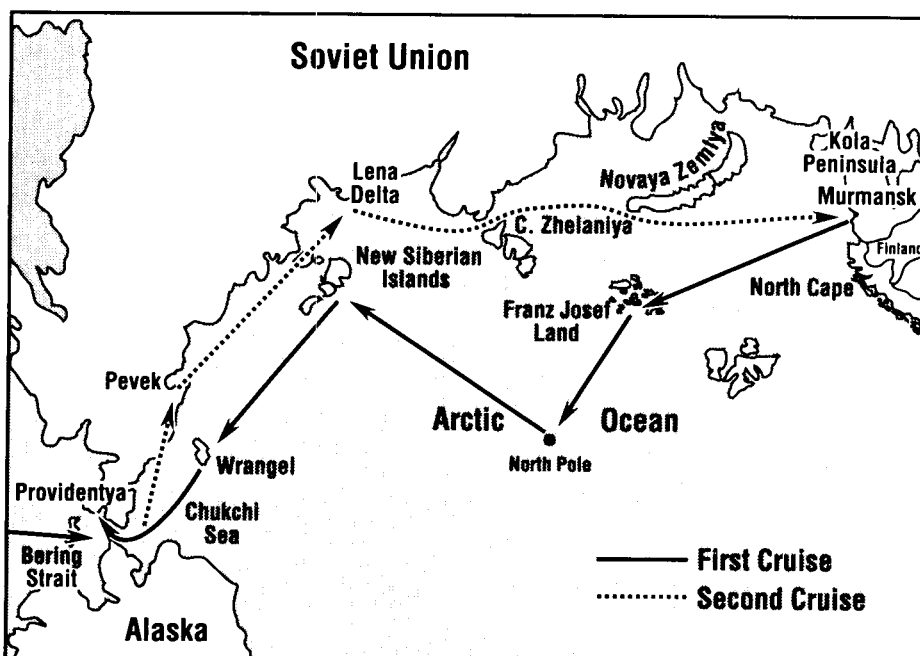 Soviet Union
Kola
Peninsula
Murmansk
Novaya Zemlya
Lena
Delta
C. Zhelaniya
Finland
New Siberian
Islands
North Cape
Franz Josef
Land
Pevek
Arctic Ocean
North Pole
Wrangel
Providentya
Chukchi
Sea
Bering
Strait
First Cruise
Second Cruise
Alaska